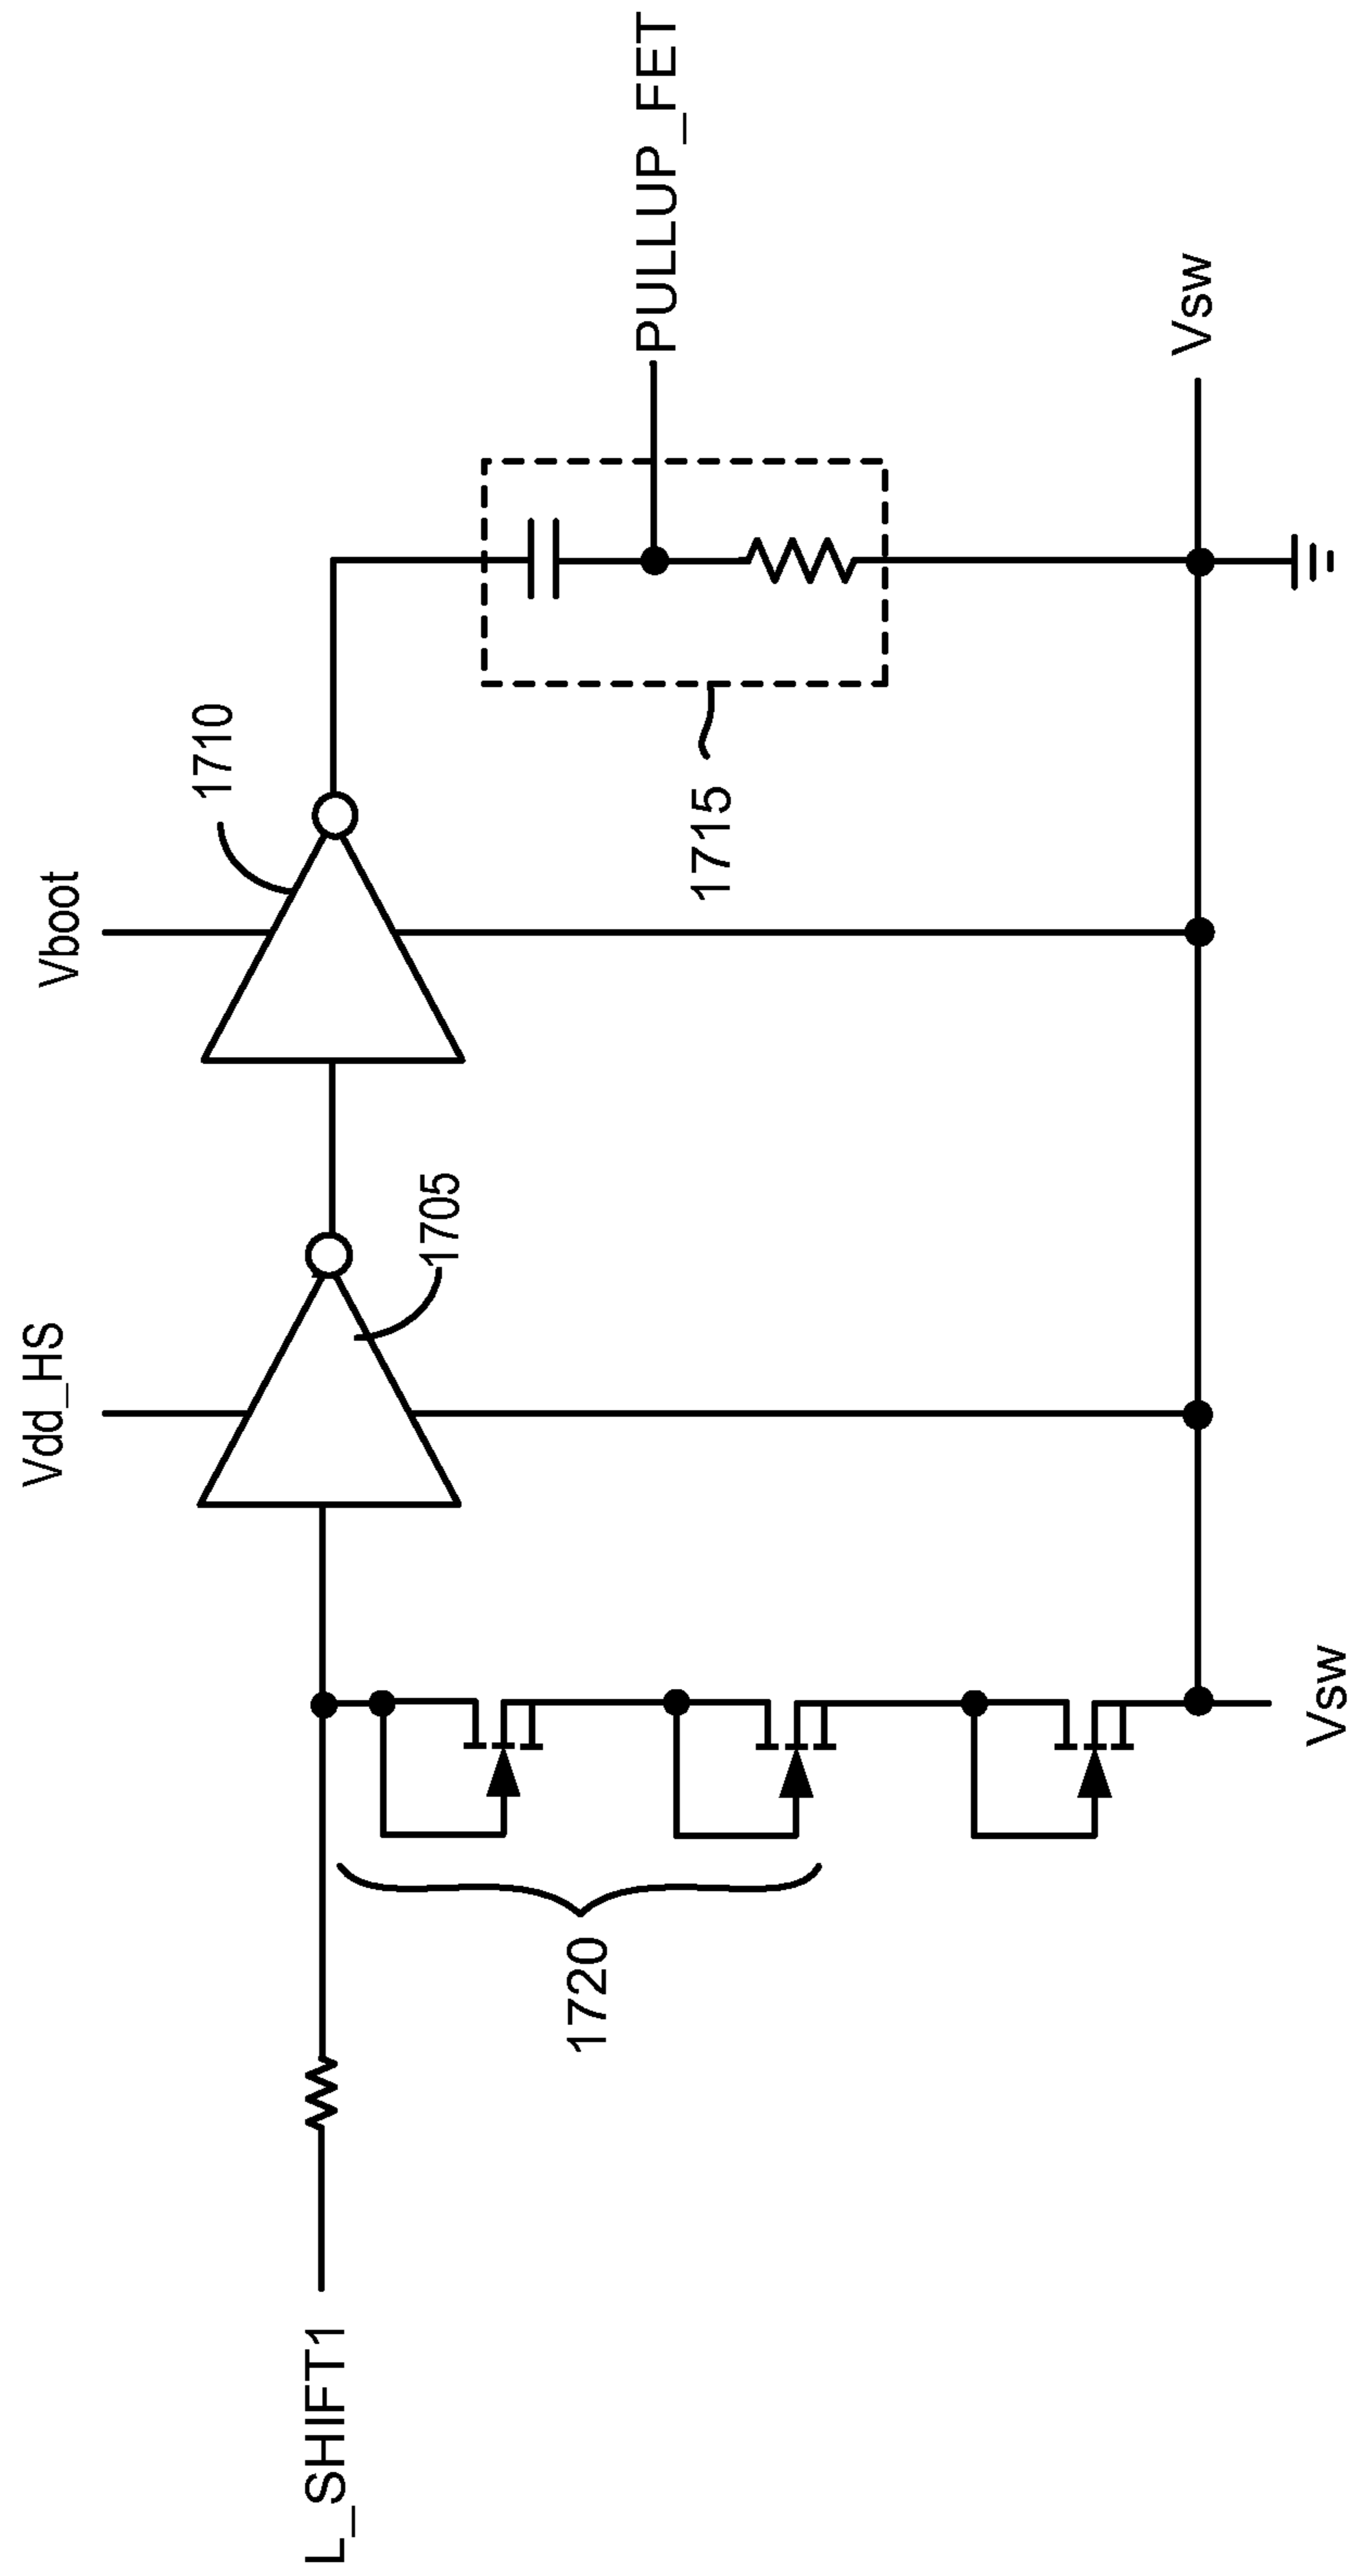 L_SHIFT1
1720
Vsw
Vdd_HS
1705
Vboot
1710
1715
PULLUP_FET
Vsw